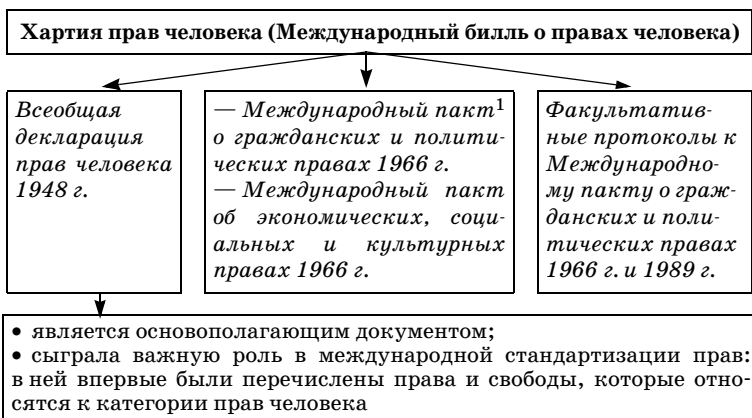 Хартия прав человека (Международный билль о правах человека)
Всеобщая
декларация
прав человека
1948 г.
— Международный пакт¹
о гражданских и полити-
ческих правах 1966 г.
— Международный пакт
об экономических, соци-
альных и культурных
правах 1966 г.
Факультатив-
ные протоколы к
Международно-
му пакту о граж-
данских и поли-
тических правах
1966 г. и 1989 г.
• является основополагающим документом;
• сыграла важную роль в международной стандартизации прав:
в ней впервые были перечислены права и свободы, которые отно-
сятся к категории прав человека